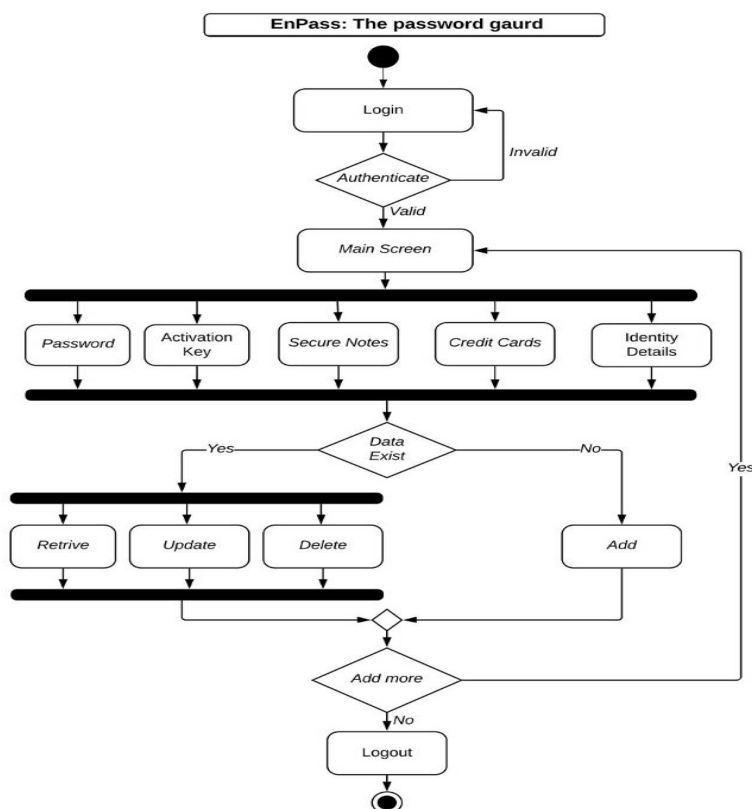 EnPass: The password gaurd
Login
Invalid
Authenticate
Valid
Main Screen
Password
Activation
Key
Secure Notes
Credit Cards
Identity
Details
Data
Exist
Yes
No
Yes
Retrive
Update
Delete
Add
Add more
No
Logout